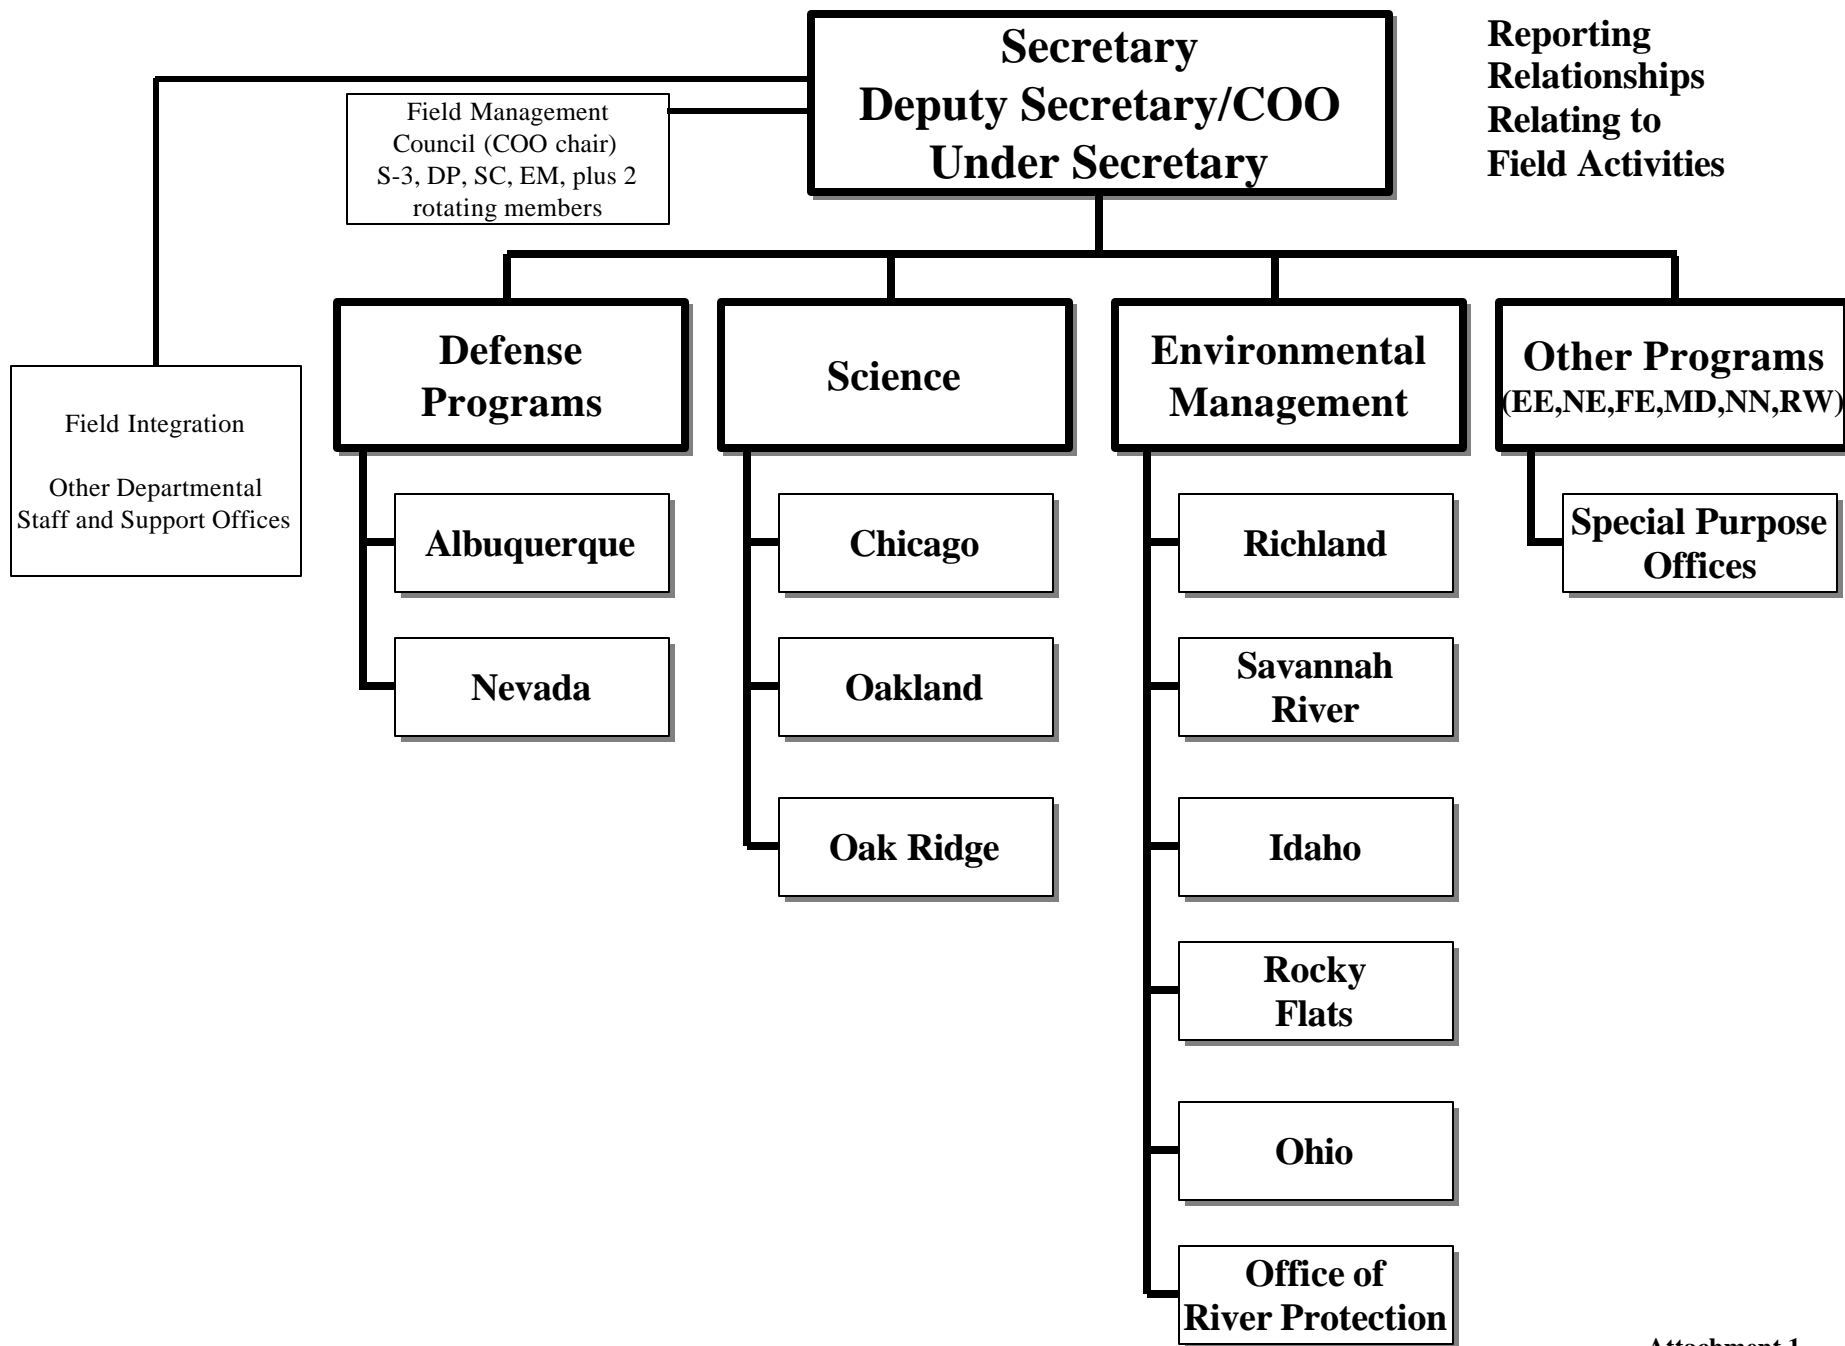 Reporting
Relationships
Relating to
Field Activities
Secretary
Deputy Secretary/COO
Under Secretary
Field Management
Council (COO chair)
S-3, DP, SC, EM, plus 2
rotating members
Field Integration
Other Departmental
Staff and Support Offices
Defense
Programs
Albuquerque
Nevada
Science
Chicago
Oakland
Oak Ridge
Environmental
Management
Richland
Savannah
River
Idaho
Rocky
Flats
Ohio
Office of
River Protection
Other Programs
(EE,NE,FE,MD,NN,RW)
Special Purpose
Offices
Attachment 1